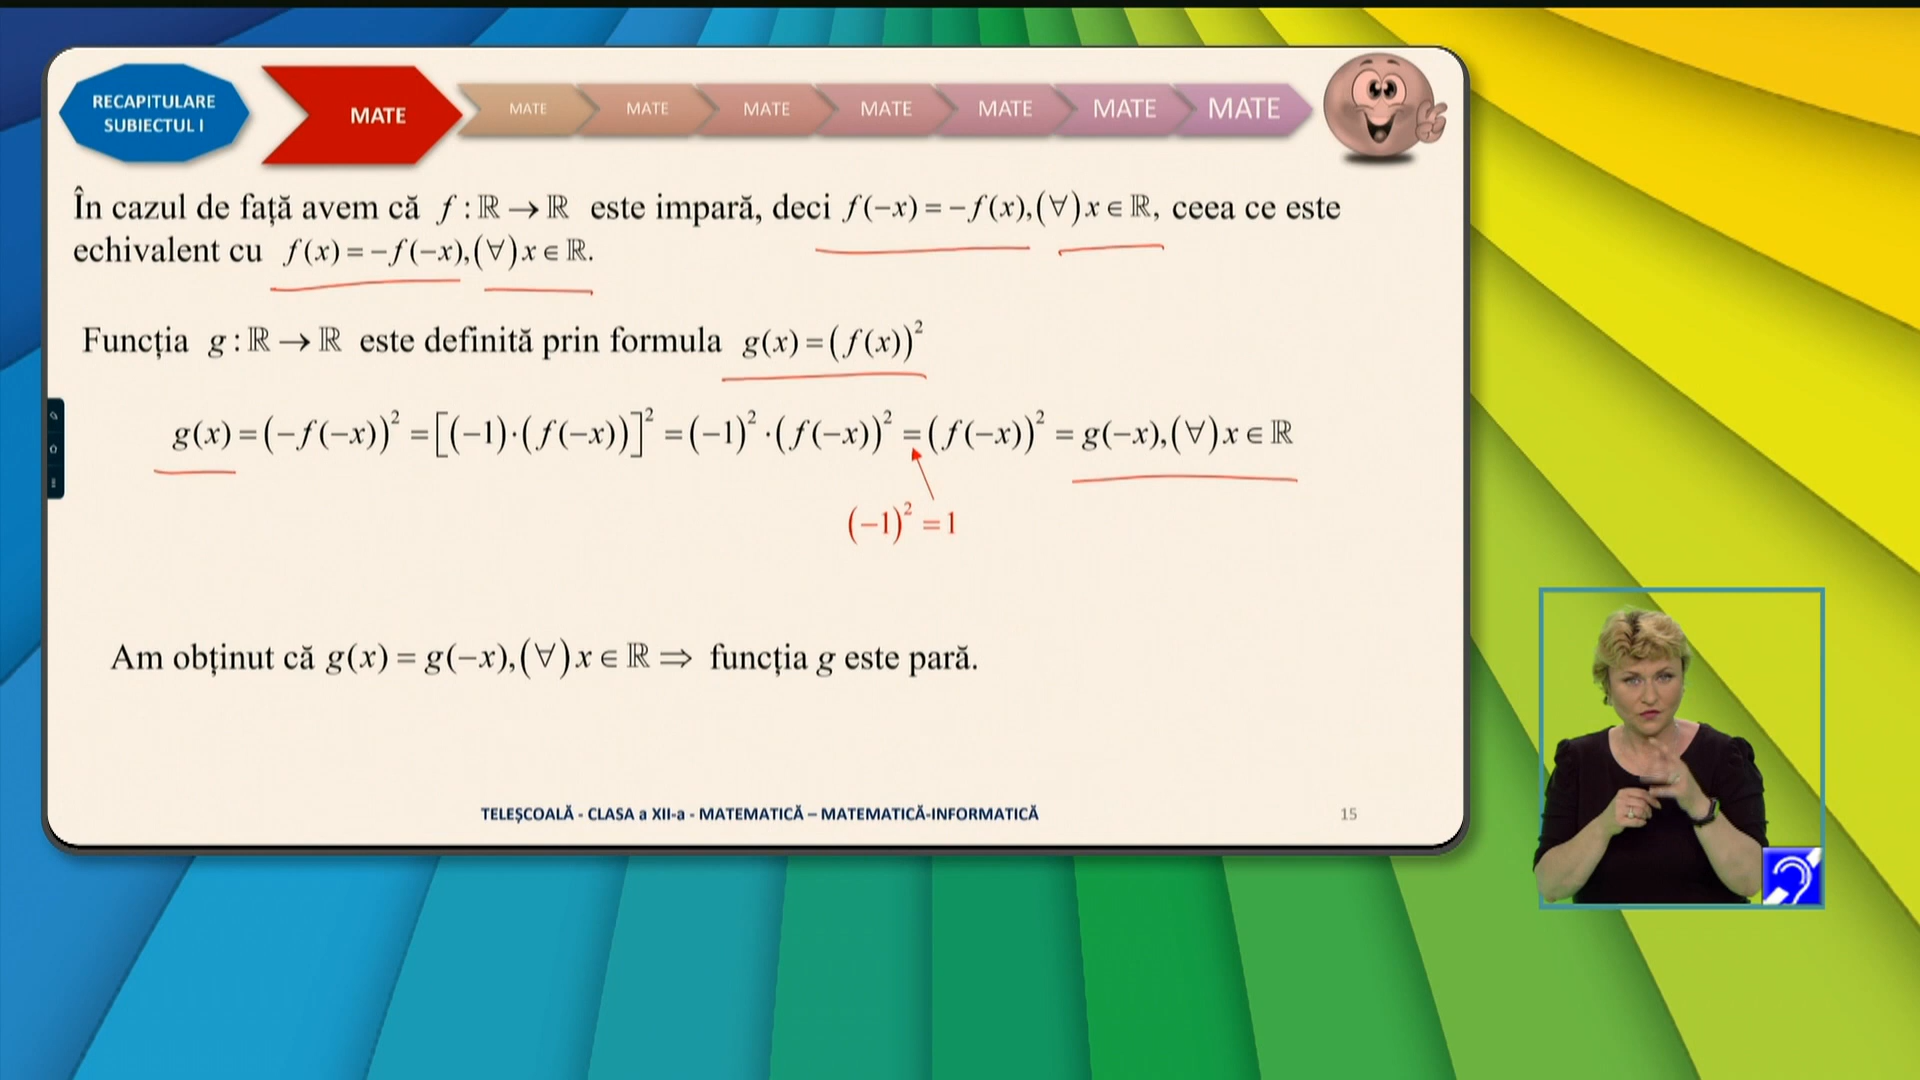 RECAPITULARE
SUBIECTUL I
MATE MATE MATE MATE MATE MATE MATE MATE
În cazul de față avem că f : ℝ → ℝ este impară, deci f(−x) = −f(x), (∀) x ∈ ℝ, ceea ce este
echivalent cu f(x) = −f(−x), (∀) x ∈ ℝ.
Funcția g : ℝ → ℝ este definită prin formula g(x) = (f(x))²
g(x) = (−f(−x))² = [(−1)·(f(−x))]² = (−1)²·(f(−x))² = (f(−x))² = g(−x), (∀) x ∈ ℝ
(−1)² = 1
Am obținut că g(x) = g(−x), (∀) x ∈ ℝ ⇒ funcția g este pară.
TELEȘCOALĂ - CLASA a XII-a - MATEMATICĂ – MATEMATICĂ-INFORMATICĂ 15